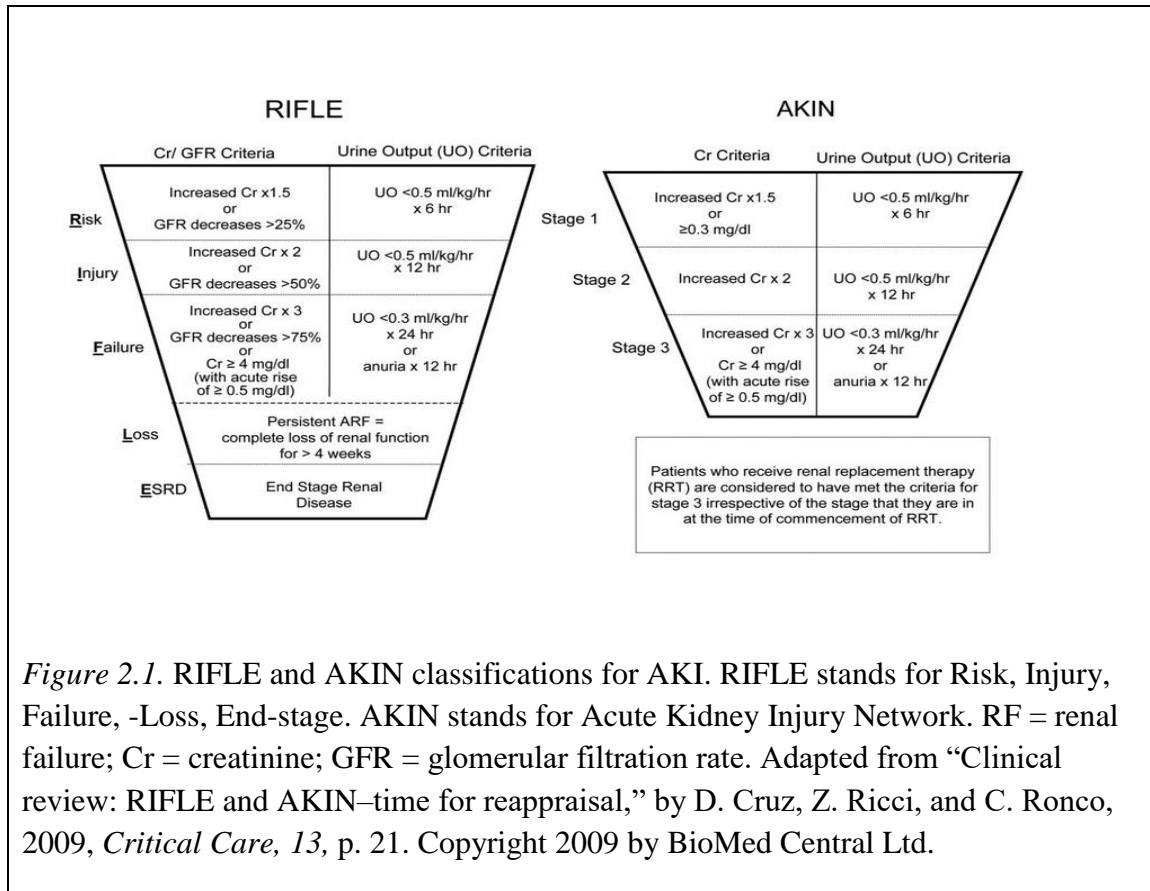 RIFLE
Cr/ GFR Criteria
Urine Output (UO) Criteria
Risk
Increased Cr x1.5
or
GFR decreases >25%
UO <0.5 ml/kg/hr
x 6 hr
Injury
Increased Cr x 2
or
GFR decreases >50%
UO <0.5 ml/kg/hr
x 12 hr
Failure
Increased Cr x 3
or
GFR decreases >75%
or
Cr ≥ 4 mg/dl
(with acute rise
of ≥ 0.5 mg/dl)
UO <0.3 ml/kg/hr
x 24 hr
or
anuria x 12 hr
Loss
Persistent ARF =
complete loss of renal function
for > 4 weeks
ESRD
End Stage Renal
Disease
AKIN
Cr Criteria
Urine Output (UO) Criteria
Stage 1
Increased Cr x1.5
or
≥0.3 mg/dl
UO <0.5 ml/kg/hr
x 6 hr
Stage 2
Increased Cr x 2
UO <0.5 ml/kg/hr
x 12 hr
Stage 3
Increased Cr x 3
or
Cr ≥ 4 mg/dl
(with acute rise
of ≥ 0.5 mg/dl)
UO <0.3 ml/kg/hr
x 24 hr
or
anuria x 12 hr
Patients who receive renal replacement therapy
(RRT) are considered to have met the criteria for
stage 3 irrespective of the stage that they are in
at the time of commencement of RRT.
Figure 2.1. RIFLE and AKIN classifications for AKI. RIFLE stands for Risk, Injury,
Failure, -Loss, End-stage. AKIN stands for Acute Kidney Injury Network. RF = renal
failure; Cr = creatinine; GFR = glomerular filtration rate. Adapted from “Clinical
review: RIFLE and AKIN–time for reappraisal,” by D. Cruz, Z. Ricci, and C. Ronco,
2009, Critical Care, 13, p. 21. Copyright 2009 by BioMed Central Ltd.